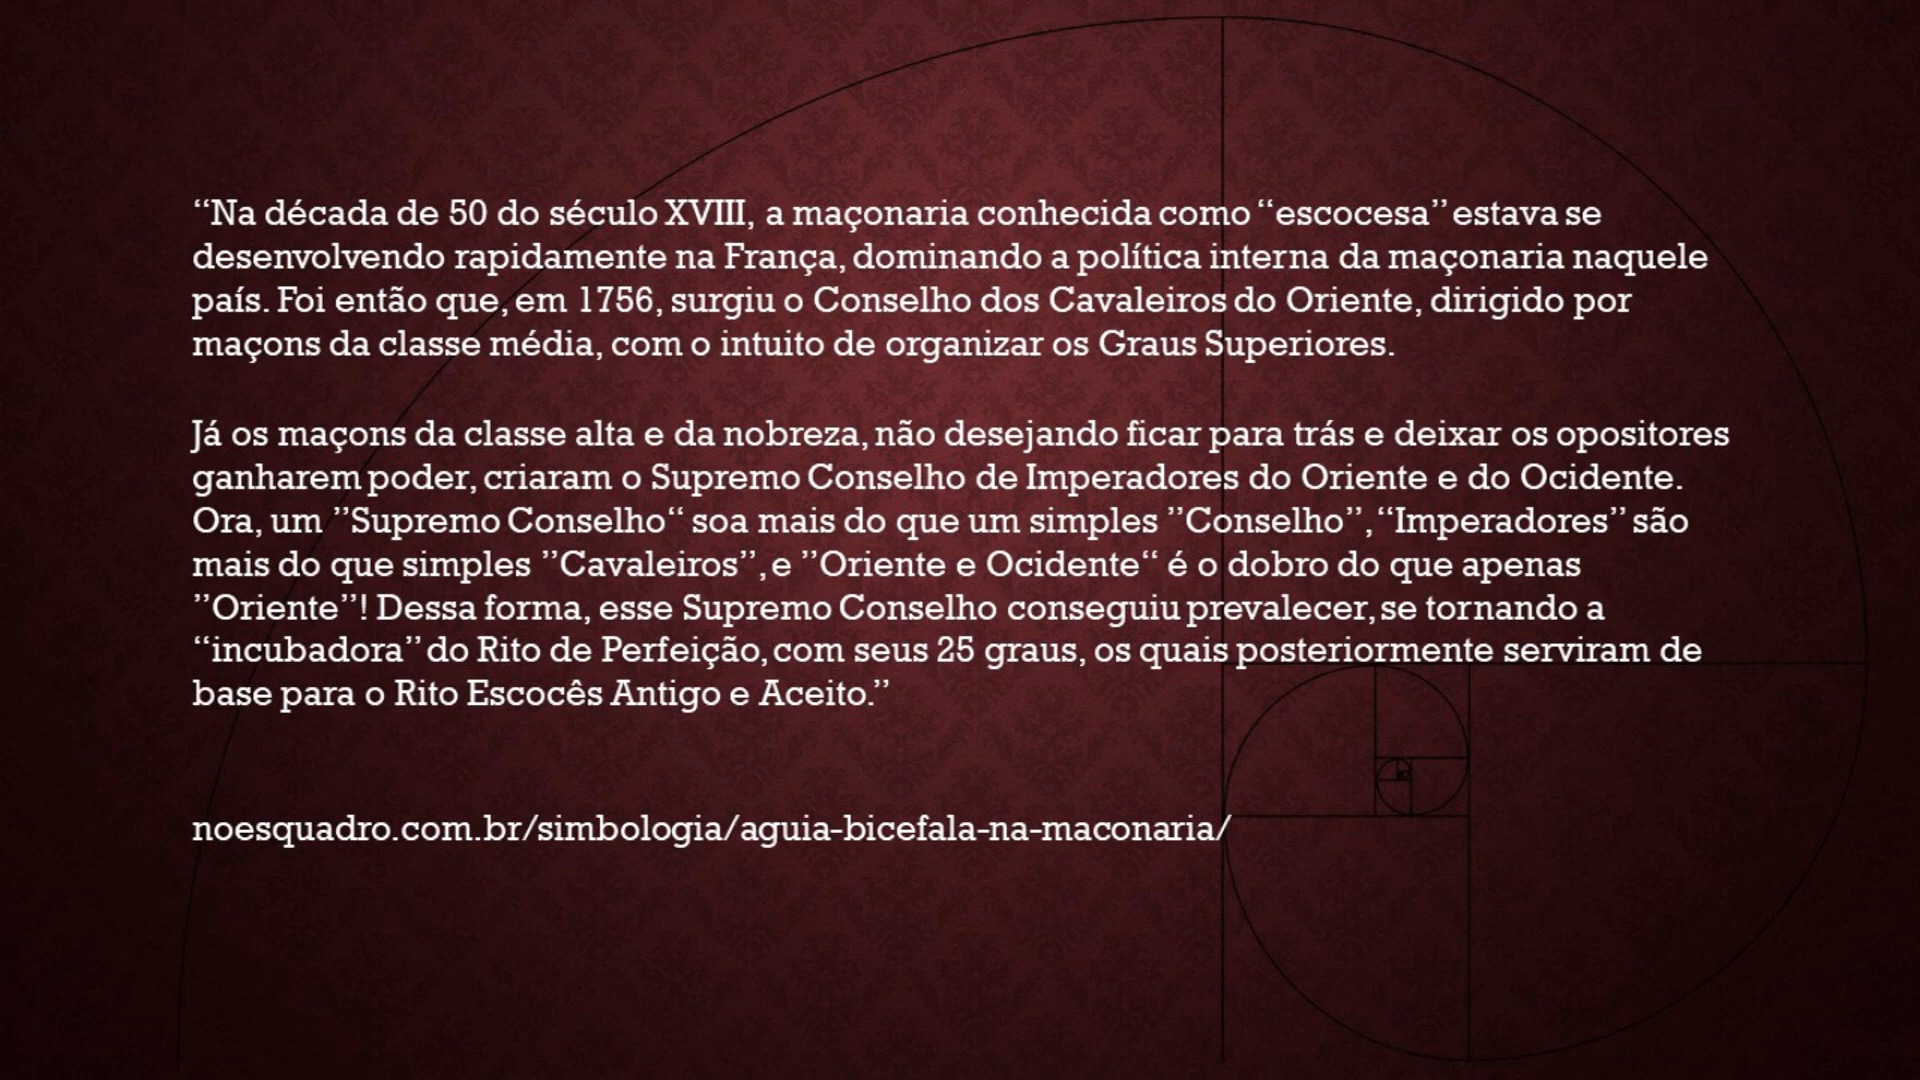 “Na década de 50 do século XVIII, a maçonaria conhecida como “escocesa” estava se
desenvolvendo rapidamente na França, dominando a política interna da maçonaria naquele
país. Foi então que, em 1756, surgiu o Conselho dos Cavaleiros do Oriente, dirigido por
maçons da classe média, com o intuito de organizar os Graus Superiores.
Já os maçons da classe alta e da nobreza, não desejando ficar para trás e deixar os opositores
ganharem poder, criaram o Supremo Conselho de Imperadores do Oriente e do Ocidente.
Ora, um ”Supremo Conselho“ soa mais do que um simples ”Conselho”, “Imperadores” são
mais do que simples ”Cavaleiros”, e ”Oriente e Ocidente“ é o dobro do que apenas
”Oriente”! Dessa forma, esse Supremo Conselho conseguiu prevalecer, se tornando a
“incubadora” do Rito de Perfeição, com seus 25 graus, os quais posteriormente serviram de
base para o Rito Escocês Antigo e Aceito.”
noesquadro.com.br/simbologia/aguia-bicefala-na-maconaria/